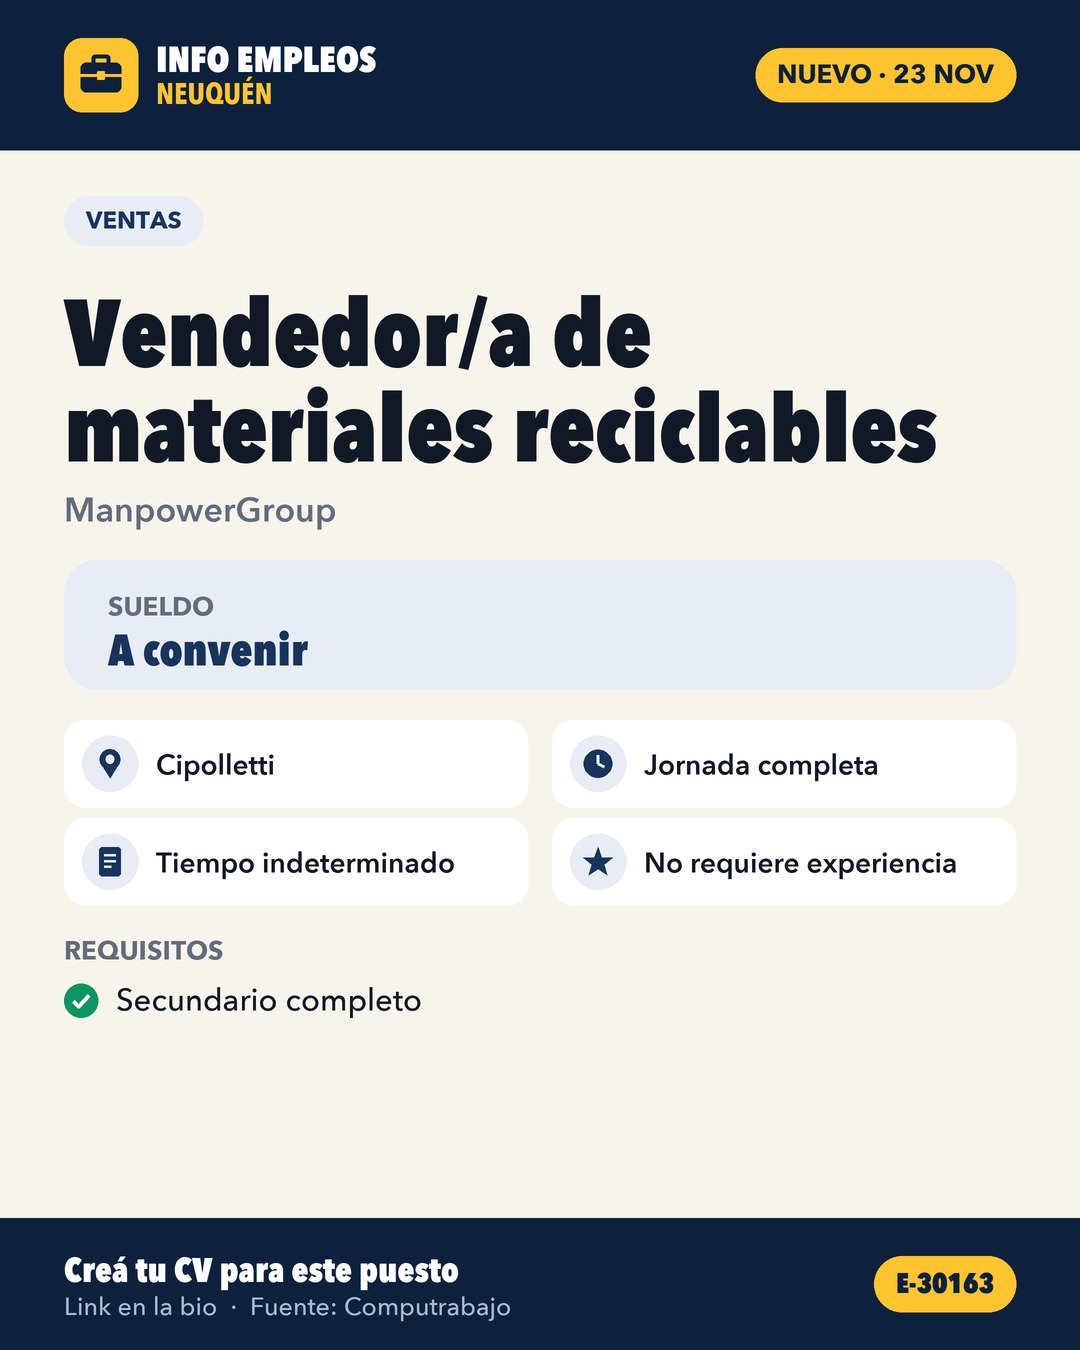 INFO EMPLEOS
NEUQUÉN
NUEVO · 23 NOV
VENTAS
Vendedor/a de
materiales reciclables
ManpowerGroup
SUELDO
A convenir
Cipolletti
Jornada completa
Tiempo indeterminado
No requiere experiencia
REQUISITOS
Secundario completo
Creá tu CV para este puesto
Link en la bio · Fuente: Computrabajo
E-30163